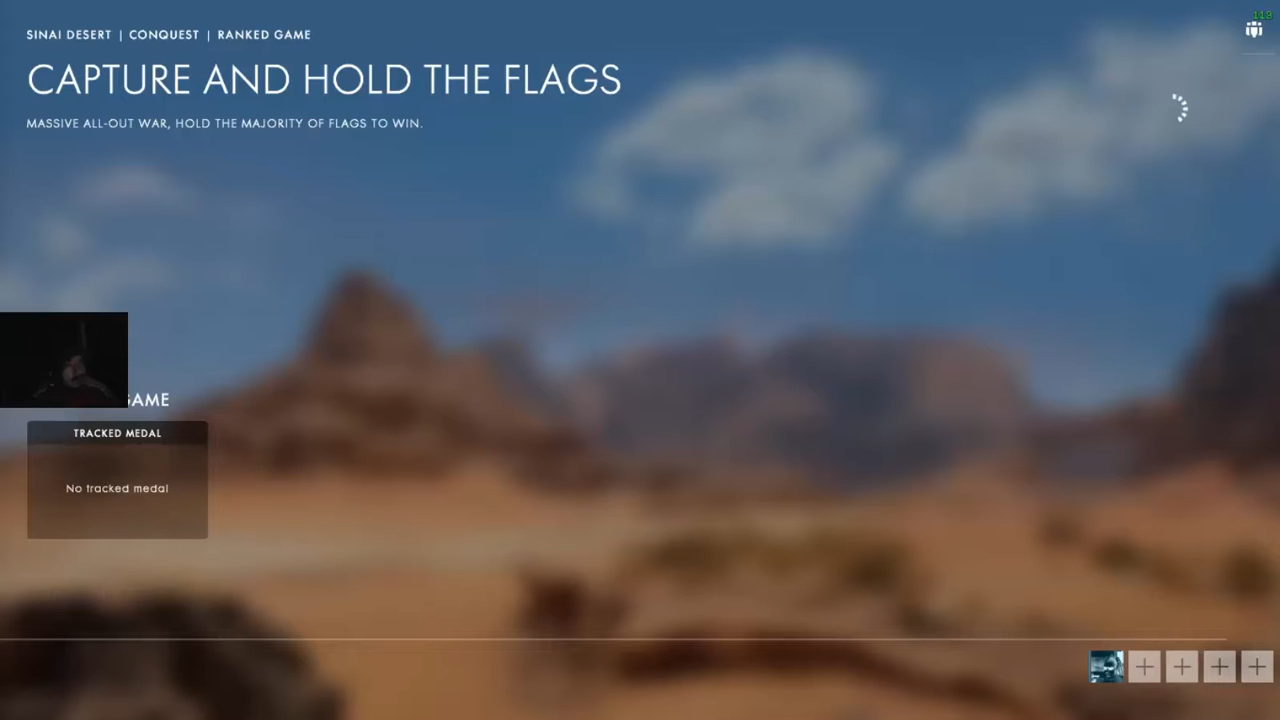 SINAI DESERT | CONQUEST | RANKED GAME
118
CAPTURE AND HOLD THE FLAGS
MASSIVE ALL-OUT WAR, HOLD THE MAJORITY OF FLAGS TO WIN.
GAME
TRACKED MEDAL
No tracked medal